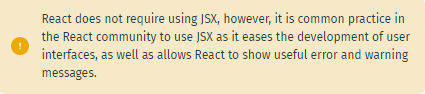 React does not require using JSX, however, it is common practice in
the React community to use JSX as it eases the development of user
interfaces, as well as allows React to show useful error and warning
messages.